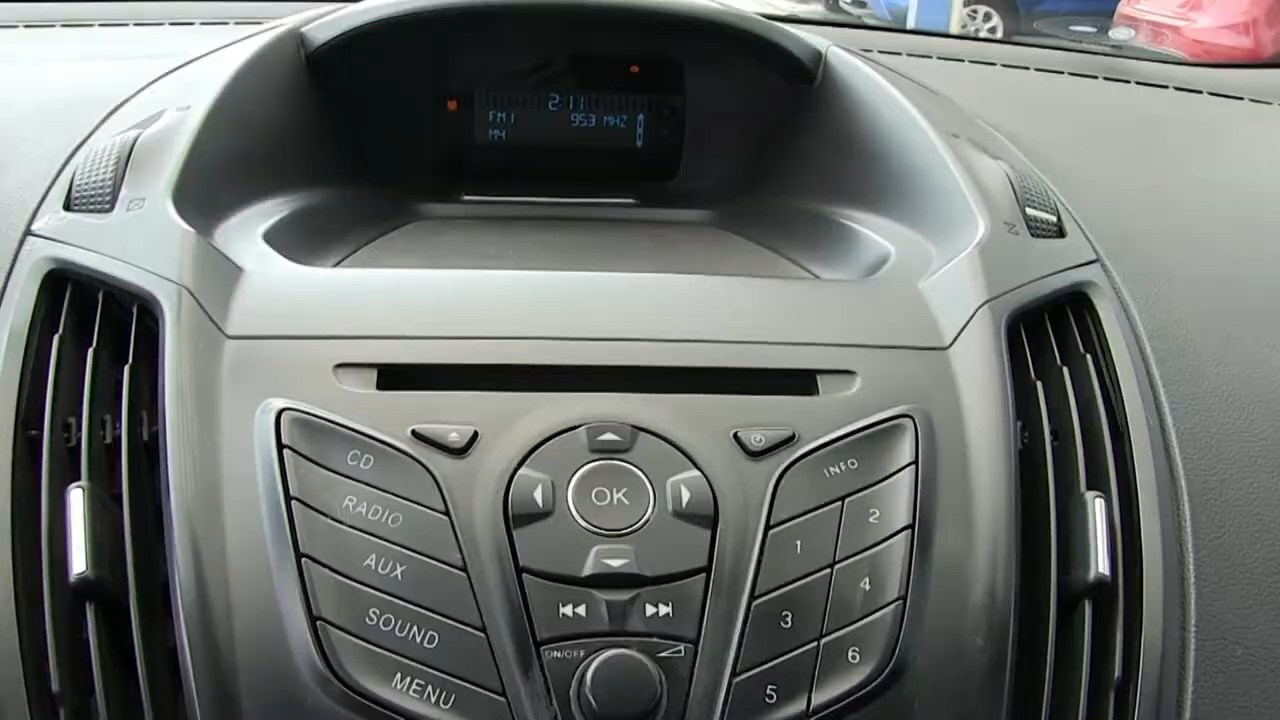 2:11
FM1 953 MHZ
M4
CD
RADIO
AUX
SOUND
MENU
OK
ON/OFF
INFO
1 2
3 4
5 6